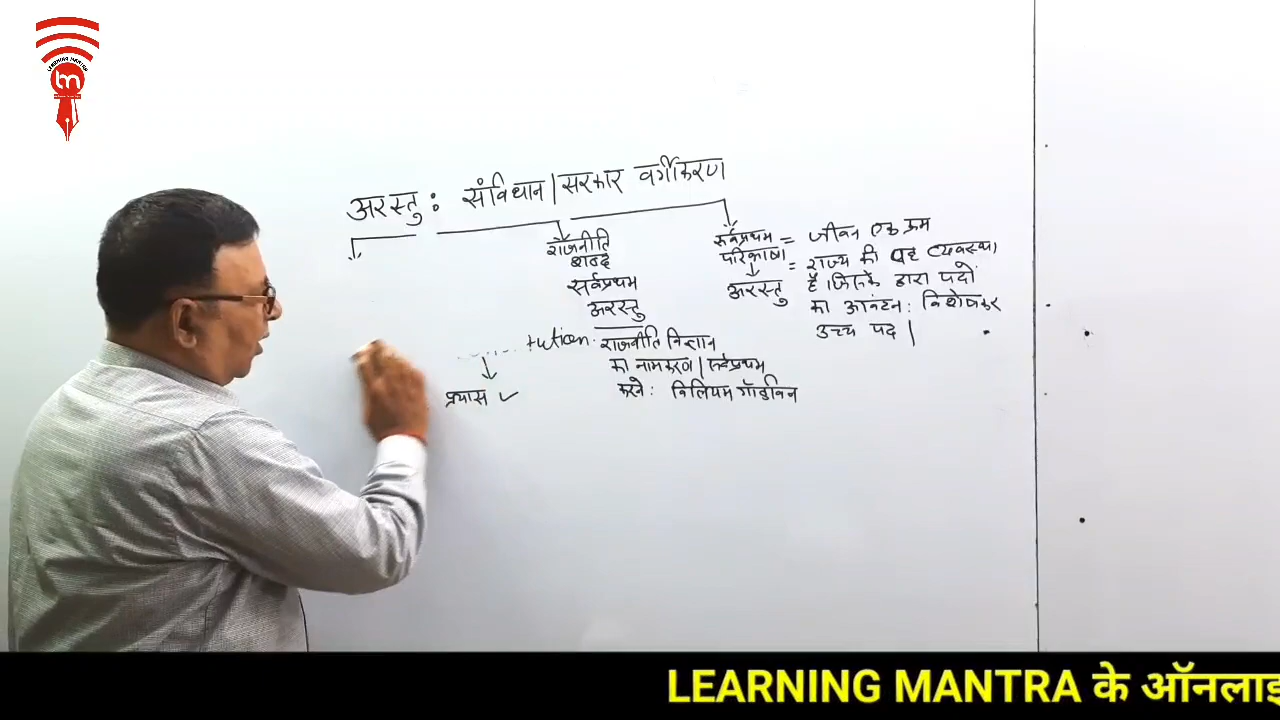 LEARNING MANTRA
अरस्तु : संविधान | सरकार वर्गीकरण
राजनीति
शब्द
सर्वप्रथम
अरस्तु
सर्वप्रथम = जीवन एक क्रम
परिभाषा = राज्य की वह व्यवस्था
अरस्तु है। जिसके द्वारा पदों
का आवंटन : विशेषकर
उच्च पद |
tution.
राजनीति विज्ञान
का नामकरण | सर्वप्रथम
करने : विलियम गॉडविन
प्रयास ✓
LEARNING MANTRA के ऑनलाइ